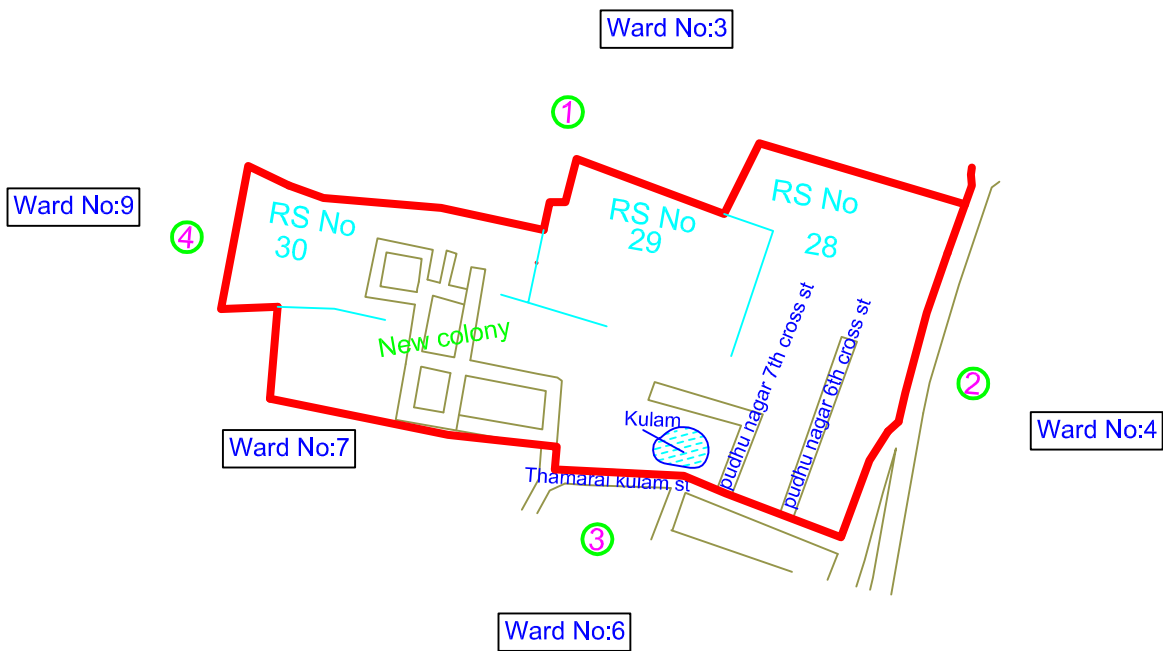 Ward No:3
1
Ward No:9
4
RS No
30
RS No
29
RS No
28
New colony
pudhu nagar 7th cross st
pudhu nagar 6th cross st
2
Kulam
Ward No:4
Ward No:7
Thamarai kulam st
3
Ward No:6